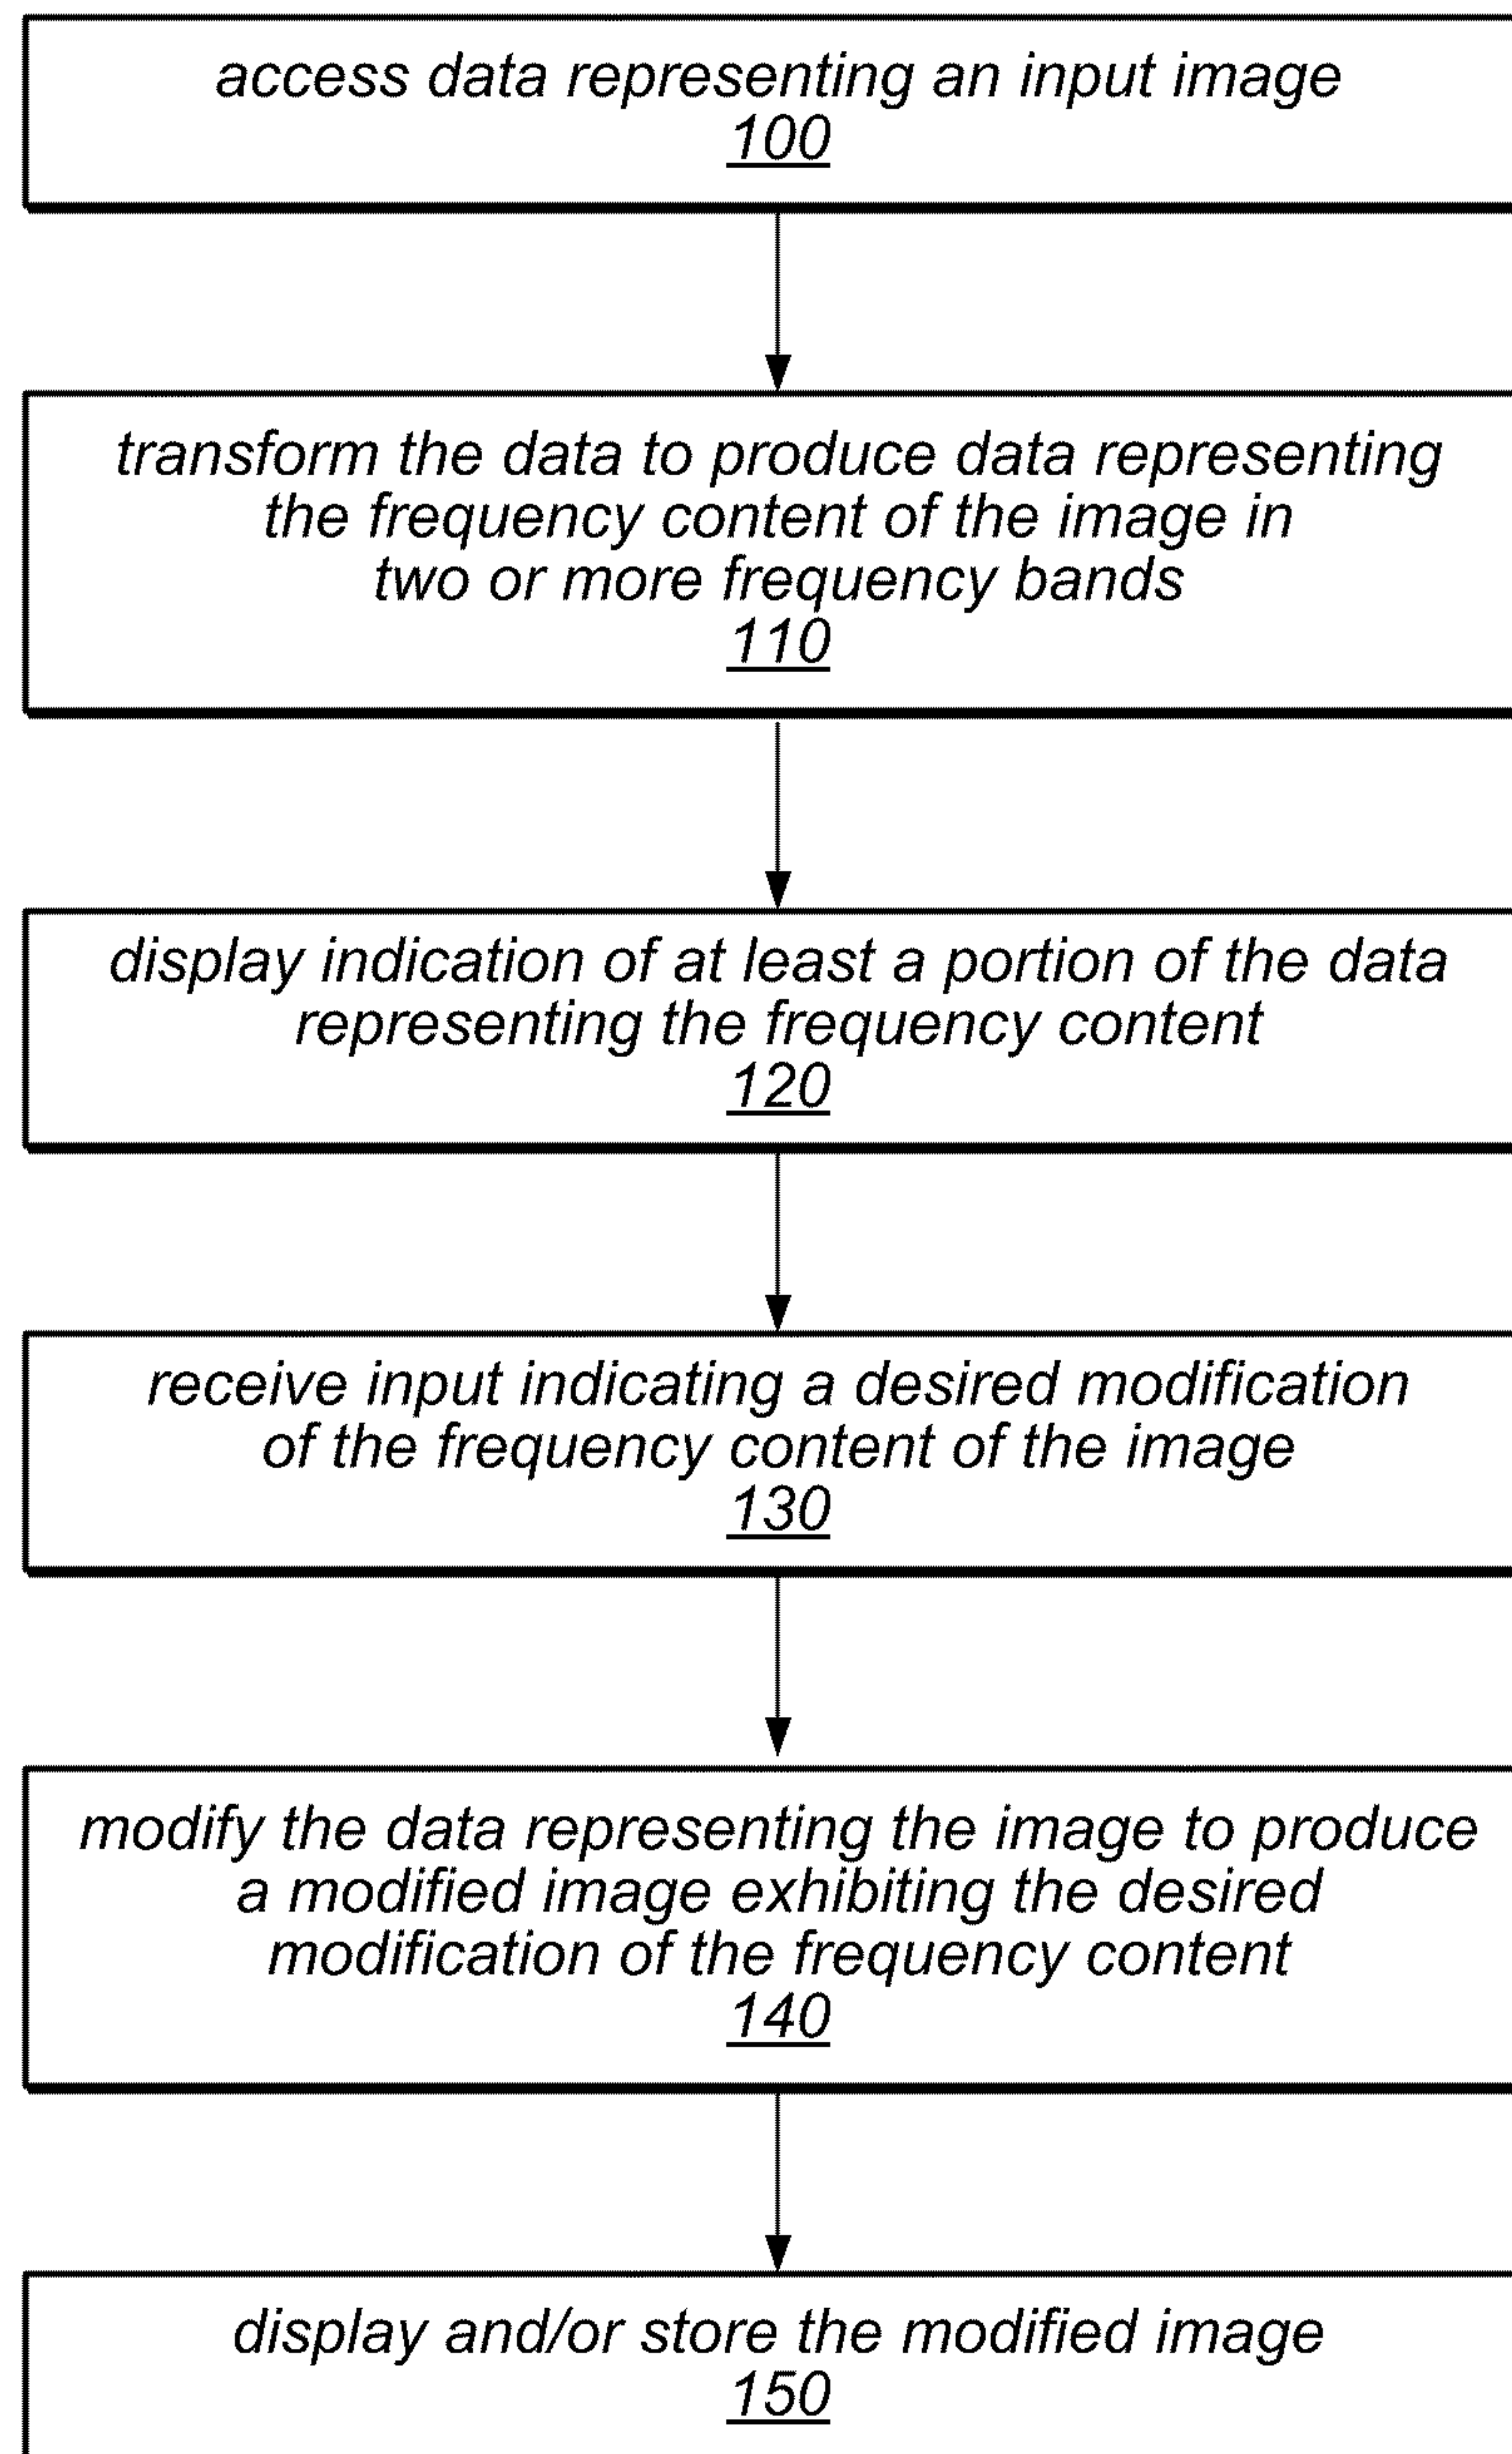 access data representing an input image
100
transform the data to produce data representing
the frequency content of the image in
two or more frequency bands
110
display indication of at least a portion of the data
representing the frequency content
120
receive input indicating a desired modification
of the frequency content of the image
130
modify the data representing the image to produce
a modified image exhibiting the desired
modification of the frequency content
140
display and/or store the modified image
150